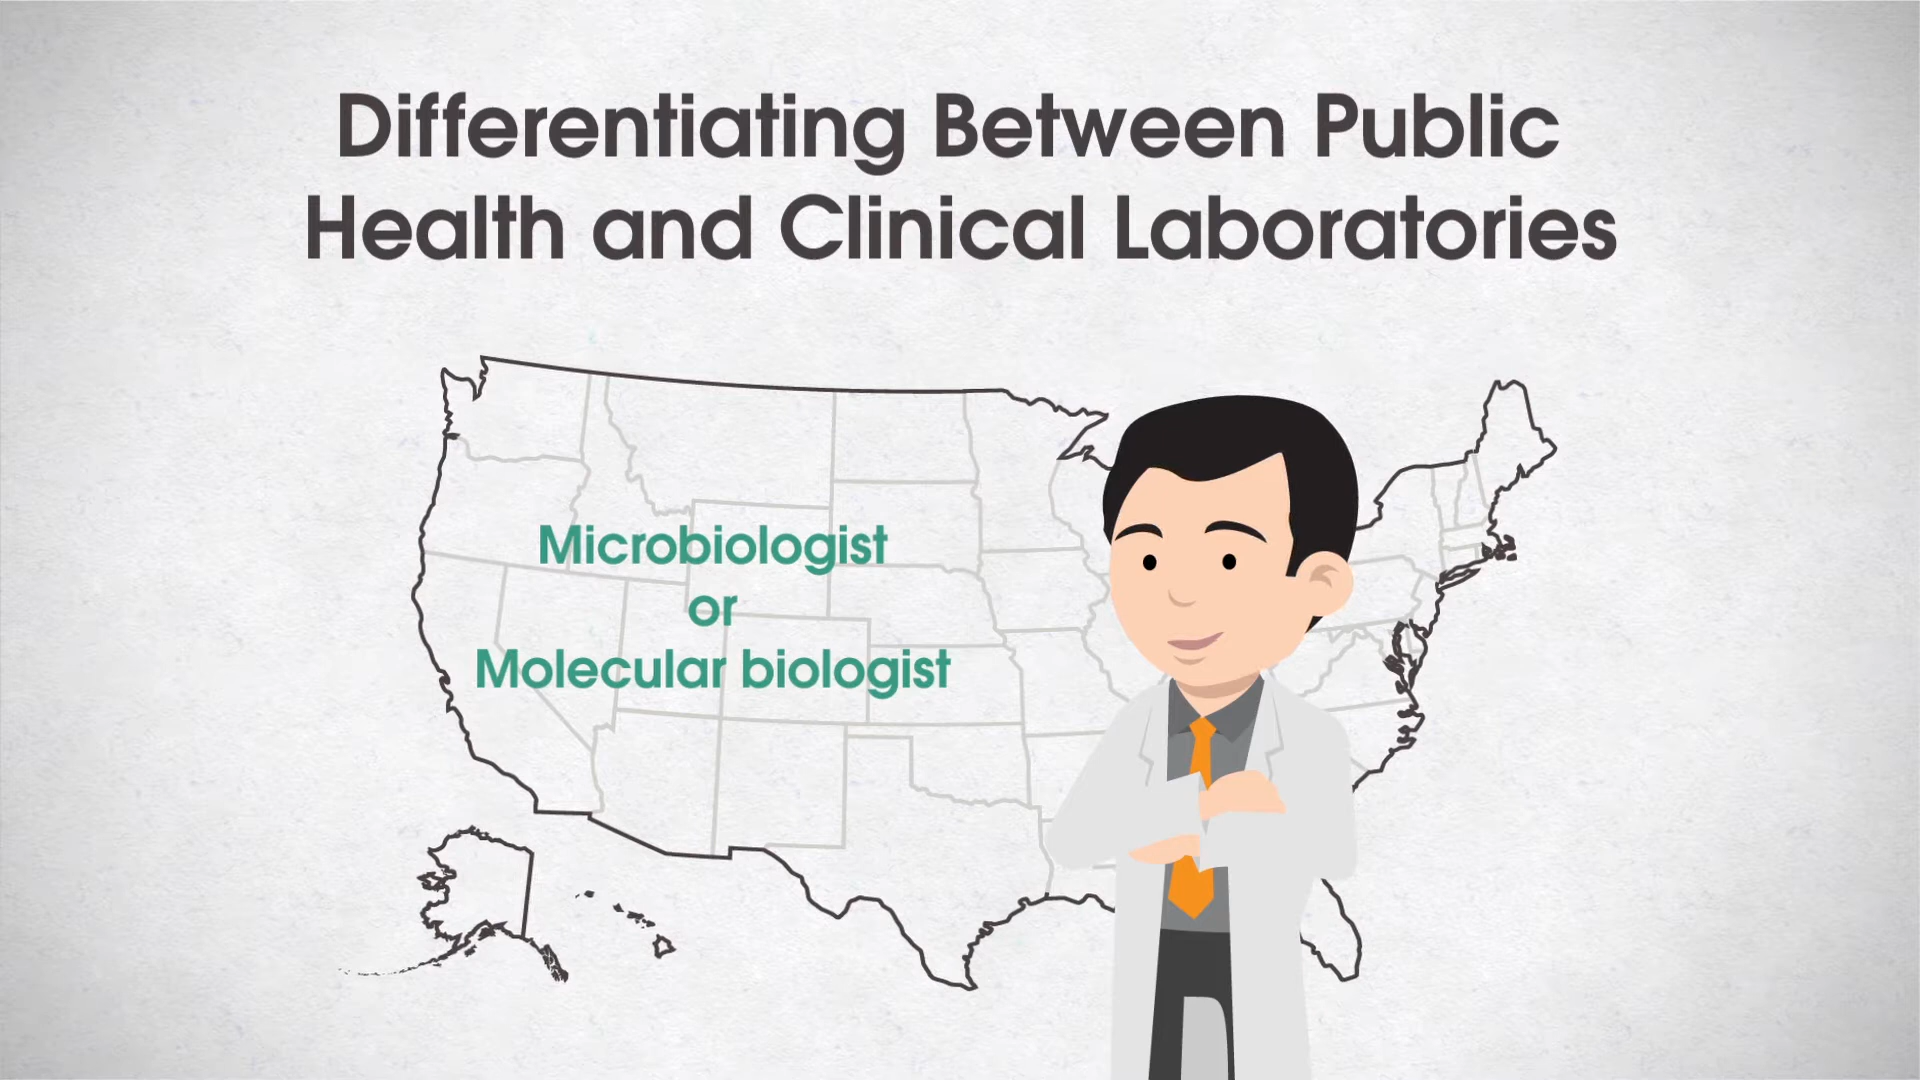 Differentiating Between Public
Health and Clinical Laboratories
Microbiologist
or
Molecular biologist